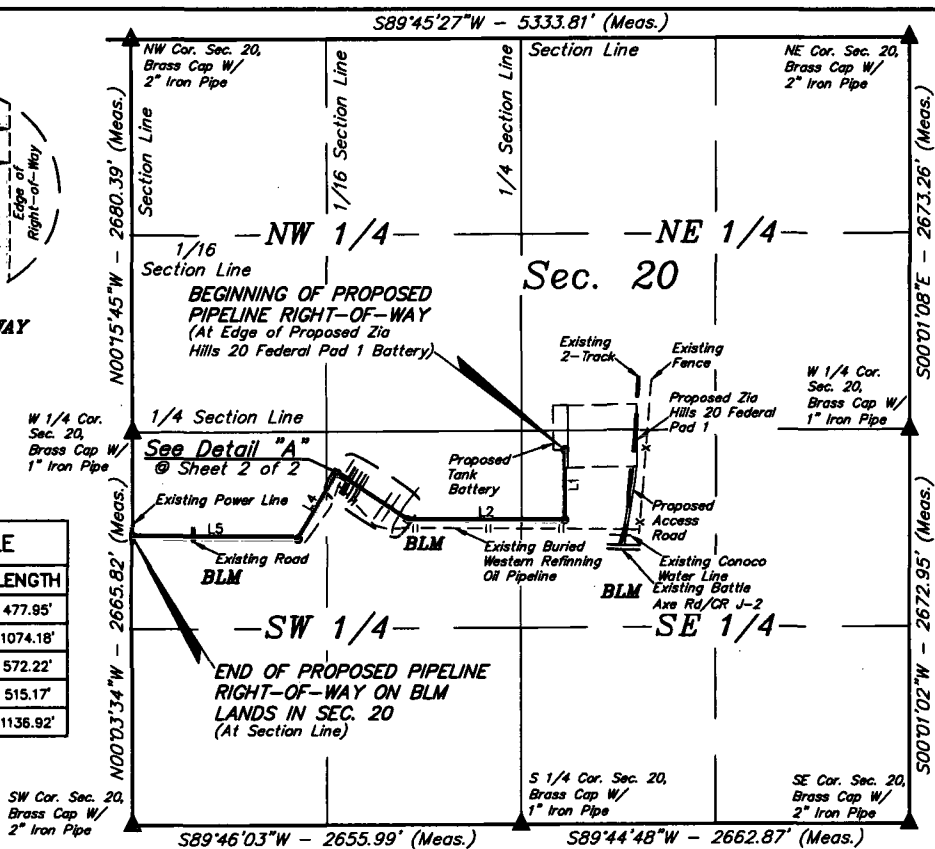 S89°45'27"W - 5333.81' (Meas.)
NW Cor. Sec. 20,
Brass Cap W/
2" Iron Pipe
Section Line
NE Cor. Sec. 20,
Brass Cap W/
2" Iron Pipe
Section Line
1/16 Section Line
1/4 Section Line
N00°15'45"W - 2680.39' (Meas.)
S00°01'08"E - 2673.26' (Meas.)
Edge of
Right-of-Way
WAY
NW 1/4
NE 1/4
1/16
Section Line
Sec. 20
BEGINNING OF PROPOSED
PIPELINE RIGHT-OF-WAY
(At Edge of Proposed Zia
Hills 20 Federal Pad 1 Battery)
Existing
2-Track
Existing
Fence
Proposed Zia
Hills 20 Federal
Pad 1
W 1/4 Cor.
Sec. 20,
Brass Cap W/
1" Iron Pipe
W 1/4 Cor.
Sec. 20,
Brass Cap W/
1" Iron Pipe
1/4 Section Line
See Detail "A"
@ Sheet 2 of 2
Proposed
Tank
Battery
L1
Proposed
Access
Road
Existing Power Line
L4
L2
L5
Existing Road
BLM
BLM
Existing Buried
Western Refinning
Oil Pipeline
BLM
Existing Conoco
Water Line
Existing Battle
Axe Rd/CR J-2
E
LENGTH
477.95'
1074.18'
572.22'
515.17'
1136.92'
N00°03'34"W - 2665.82' (Meas.)
S00°01'02"W - 2672.95' (Meas.)
SW 1/4
SE 1/4
END OF PROPOSED PIPELINE
RIGHT-OF-WAY ON BLM
LANDS IN SEC. 20
(At Section Line)
SW Cor. Sec. 20,
Brass Cap W/
2" Iron Pipe
S 1/4 Cor. Sec. 20,
Brass Cap W/
1" Iron Pipe
SE Cor. Sec. 20,
Brass Cap W/
2" Iron Pipe
S89°46'03"W - 2655.99' (Meas.)
S89°44'48"W - 2662.87' (Meas.)